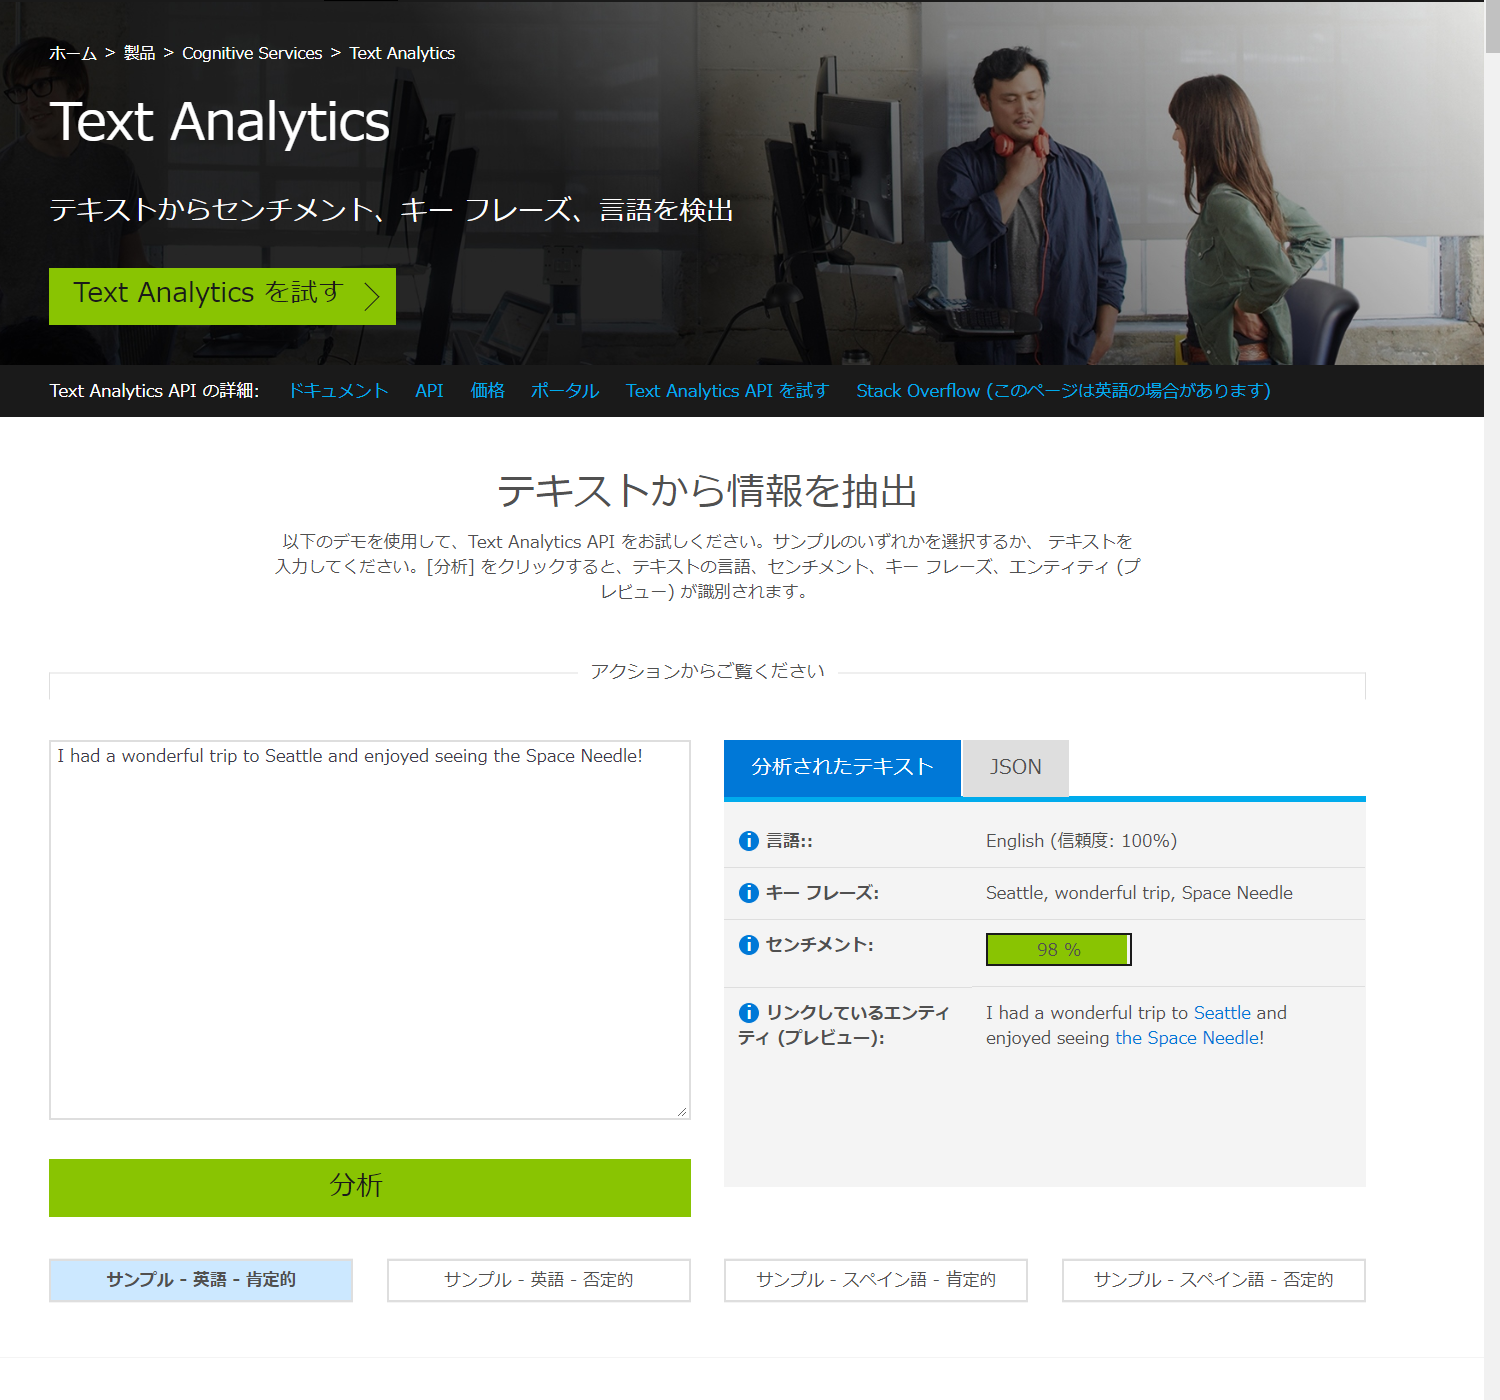 ホーム > 製品 > Cognitive Services > Text Analytics
Text Analytics
テキストからセンチメント、キー フレーズ、言語を検出
Text Analytics を試す
Text Analytics API の詳細: ドキュメント API 価格 ポータル Text Analytics API を試す Stack Overflow (このページは英語の場合があります)
テキストから情報を抽出
以下のデモを使用して、Text Analytics API をお試しください。サンプルのいずれかを選択するか、 テキストを
入力してください。[分析] をクリックすると、テキストの言語、センチメント、キー フレーズ、エンティティ (プ
レビュー) が識別されます。
アクションからご覧ください
I had a wonderful trip to Seattle and enjoyed seeing the Space Needle!
分析されたテキスト JSON
言語:: English (信頼度: 100%)
キー フレーズ: Seattle, wonderful trip, Space Needle
センチメント: 98 %
リンクしているエンティ
ティ (プレビュー):
I had a wonderful trip to Seattle and
enjoyed seeing the Space Needle!
分析
サンプル - 英語 - 肯定的 サンプル - 英語 - 否定的 サンプル - スペイン語 - 肯定的 サンプル - スペイン語 - 否定的